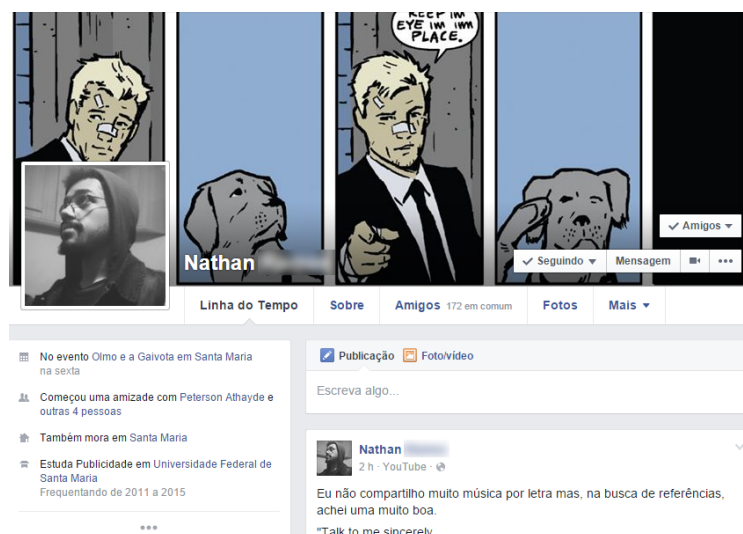 KEEP IM
EYE IM IMM
PLACE.
Amigos
Nathan
Seguindo
Mensagem
Linha do Tempo
Sobre
Amigos 172 em comum
Fotos
Mais
No evento Olmo e a Gaivota em Santa Maria
na sexta
Começou uma amizade com Peterson Athayde e
outras 4 pessoas
Também mora em Santa Maria
Estuda Publicidade em Universidade Federal de
Santa Maria
Frequentando de 2011 a 2015
Publicação
Foto/vídeo
Escreva algo...
Nathan
2 h · YouTube ·
Eu não compartilho muito música por letra mas, na busca de referências,
achei uma muito boa.
"Talk to me sincerely